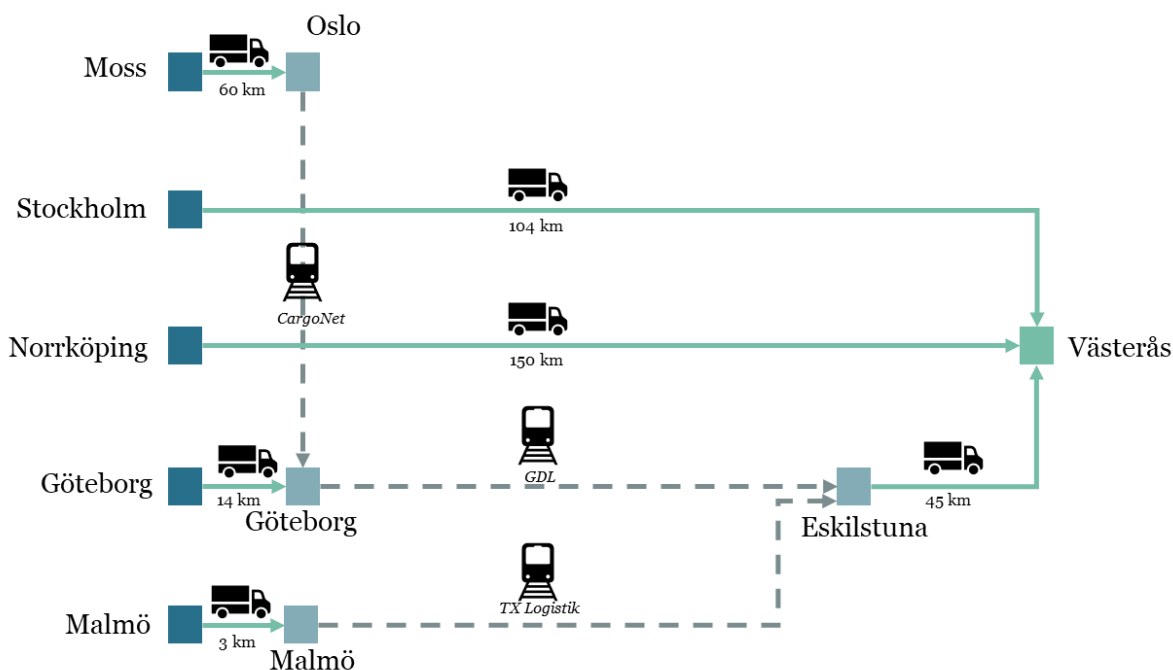 Oslo
Moss
60 km
Stockholm
104 km
CargoNet
Norrköping
150 km
Västerås
Göteborg
14 km
Göteborg
GDL
Eskilstuna
45 km
Malmö
3 km
Malmö
TX Logistik